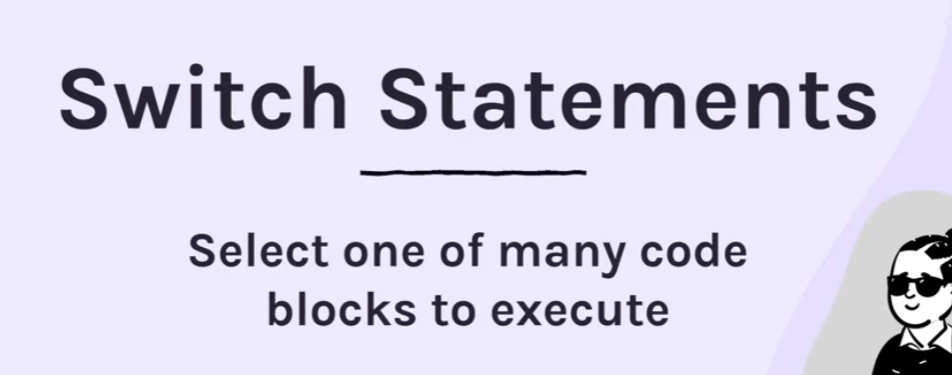 Switch Statements
Select one of many code
blocks to execute